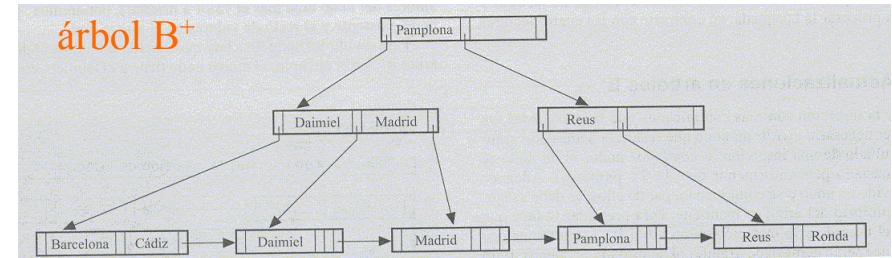 árbol B+
Pamplona
Daimiel Madrid
Reus
Barcelona Cádiz
Daimiel
Madrid
Pamplona
Reus Ronda